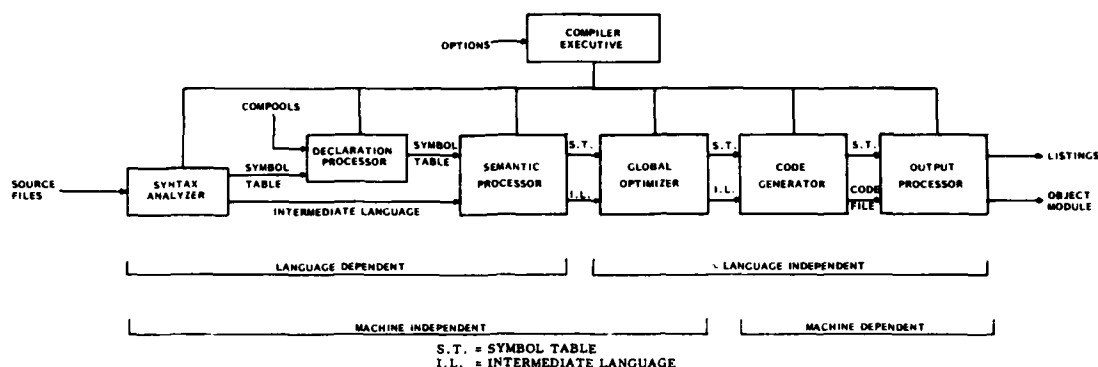 COMPILER
EXECUTIVE
OPTIONS
COMPOOLS
DECLARATION
PROCESSOR
SYMBOL
TABLE
SYMBOL
TABLE
SOURCE
FILES
SYNTAX
ANALYZER
INTERMEDIATE LANGUAGE
SEMANTIC
PROCESSOR
S.T.
I.L.
GLOBAL
OPTIMIZER
S.T.
I.L.
CODE
GENERATOR
S.T.
CODE
FILE
OUTPUT
PROCESSOR
LISTINGS
OBJECT
MODULE
LANGUAGE DEPENDENT
LANGUAGE INDEPENDENT
MACHINE INDEPENDENT
MACHINE DEPENDENT
S.T. = SYMBOL TABLE
I.L. = INTERMEDIATE LANGUAGE